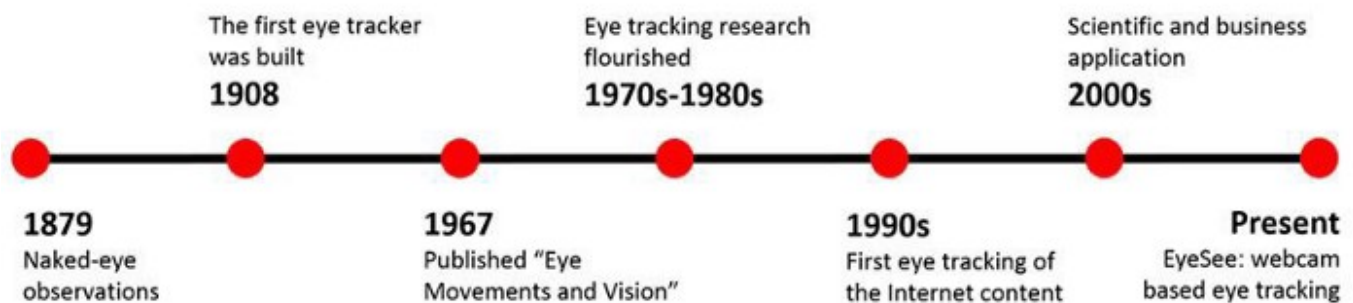 The first eye tracker
was built
1908
Eye tracking research
flourished
1970s-1980s
Scientific and business
application
2000s
1879
Naked-eye
observations
1967
Published “Eye
Movements and Vision”
1990s
First eye tracking of
the Internet content
Present
EyeSee: webcam
based eye tracking